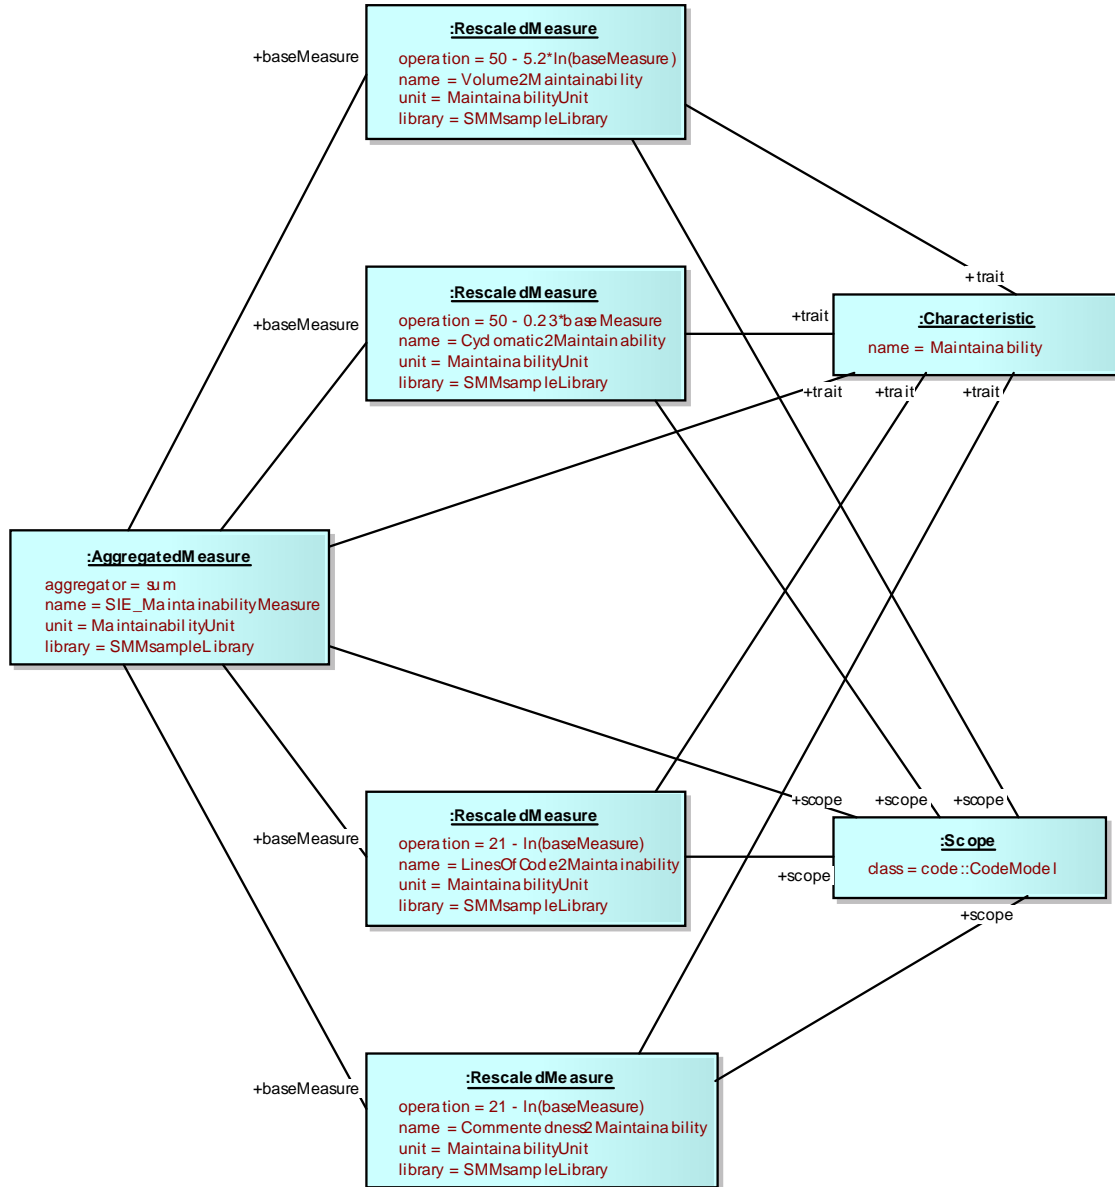 :RescaledMeasure
+baseMeasure
operation = 50 - 5.2*ln(baseMeasure)
name = Volume2Maintainability
unit = MaintainabilityUnit
library = SMMsampleLibrary
+trait
:RescaledMeasure
+baseMeasure
operation = 50 - 0.23*baseMeasure
name = Cyclomatic2Maintainability
unit = MaintainabilityUnit
library = SMMsampleLibrary
+trait
:Characteristic
name = Maintainability
+trait
+trait
+trait
:AggregatedMeasure
aggregator = sum
name = SIE_MaintainabilityMeasure
unit = MaintainabilityUnit
library = SMMsampleLibrary
+scope
+scope
+scope
:RescaledMeasure
+baseMeasure
operation = 21 - ln(baseMeasure)
name = LinesOfCode2Maintainability
unit = MaintainabilityUnit
library = SMMsampleLibrary
:Scope
class = code::CodeModel
+scope
+scope
:RescaledMeasure
+baseMeasure
operation = 21 - ln(baseMeasure)
name = Commentedness2Maintainability
unit = MaintainabilityUnit
library = SMMsampleLibrary